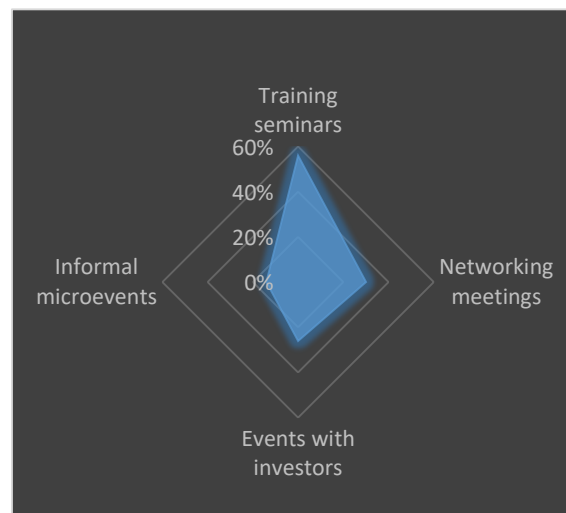 Training
seminars
60%
40%
20%
0%
Informal
microevents
Networking
meetings
Events with
investors